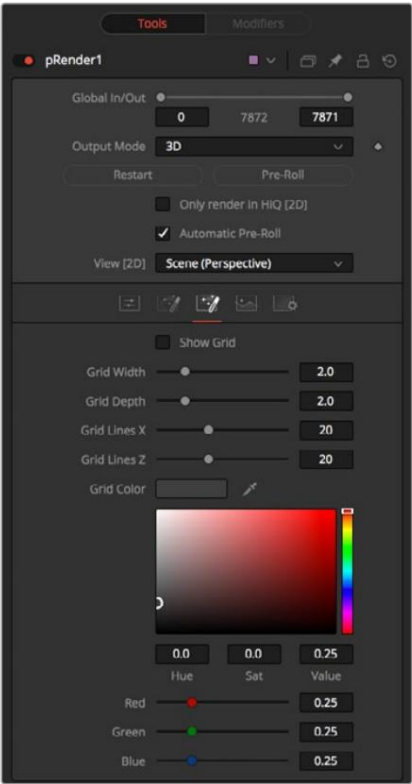 Tools Modifiers
pRender1
Global In/Out
0 7872 7871
Output Mode 3D
Restart Pre-Roll
Only render in HiQ [2D]
Automatic Pre-Roll
View [2D] Scene (Perspective)
Show Grid
Grid Width 2.0
Grid Depth 2.0
Grid Lines X 20
Grid Lines Z 20
Grid Color
0.0 0.0 0.25
Hue Sat Value
Red 0.25
Green 0.25
Blue 0.25